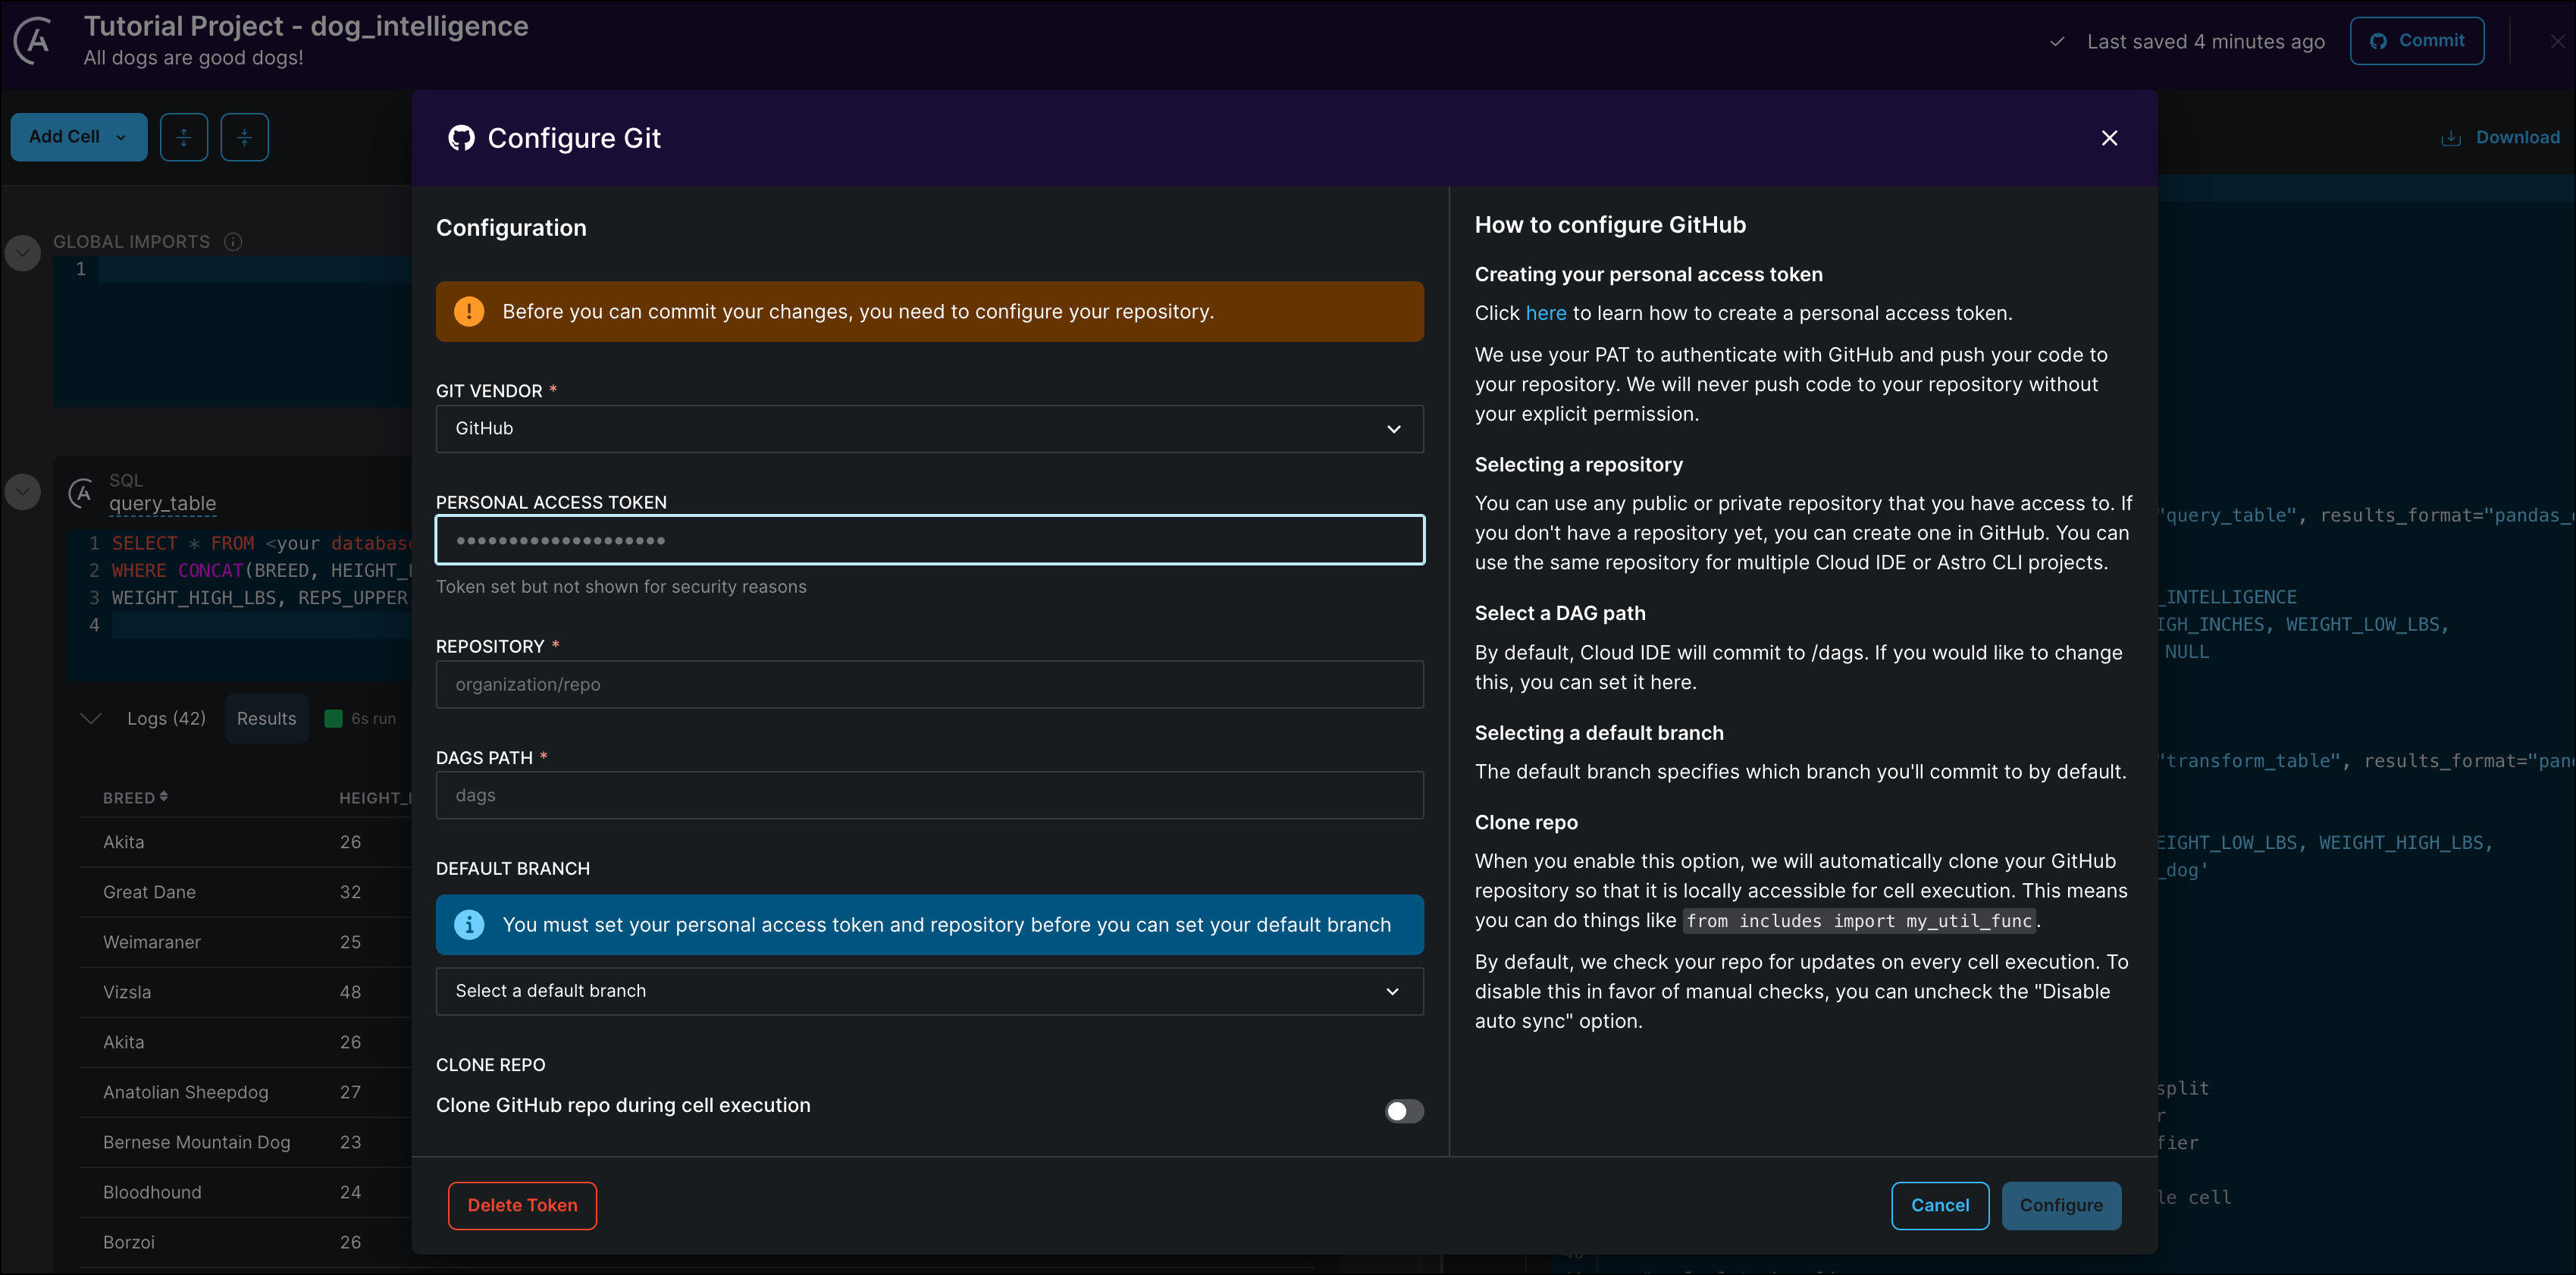 Tutorial Project - dog_intelligence
All dogs are good dogs!
Last saved 4 minutes ago
Commit
Add Cell
Download
GLOBAL IMPORTS
1
SQL
query_table
1 SELECT * FROM <your database
2 WHERE CONCAT(BREED,
3 WEIGHT_HIGH_LBS, REPS_UPPER
4
Logs (42)
Results
6s run
BREED
Akita 26
Great Dane 32
Weimaraner 25
Vizsla 48
Akita 26
Anatolian Sheepdog 27
Bernese Mountain Dog 23
Bloodhound 24
Borzoi 26
Configure Git
Configuration
Before you can commit your changes, you need to configure your repository.
GIT VENDOR *
GitHub
PERSONAL ACCESS TOKEN
••••••••••••••••••••
Token set but not shown for security reasons
REPOSITORY *
organization/repo
DAGS PATH *
dags
DEFAULT BRANCH
You must set your personal access token and repository before you can set your default branch
Select a default branch
CLONE REPO
Clone GitHub repo during cell execution
Delete Token
Cancel
Configure
How to configure GitHub
Creating your personal access token
Click here to learn how to create a personal access token.
We use your PAT to authenticate with GitHub and push your code to
your repository. We will never push code to your repository without
your explicit permission.
Selecting a repository
You can use any public or private repository that you have access to. If
you don't have a repository yet, you can create one in GitHub. You can
use the same repository for multiple Cloud IDE or Astro CLI projects.
Select a DAG path
By default, Cloud IDE will commit to /dags. If you would like to change
this, you can set it here.
Selecting a default branch
The default branch specifies which branch you'll commit to by default.
Clone repo
When you enable this option, we will automatically clone your GitHub
repository so that it is locally accessible for cell execution. This means
you can do things like from includes import my_util_func.
By default, we check your repo for updates on every cell execution. To
disable this in favor of manual checks, you can uncheck the "Disable
auto sync" option.
"query_table", results_format="pandas_
_INTELLIGENCE
IGH_INCHES, WEIGHT_LOW_LBS,
NULL
"transform_table", results_format="pan
EIGHT_LOW_LBS, WEIGHT_HIGH_LBS,
_dog'
split
fier
le cell